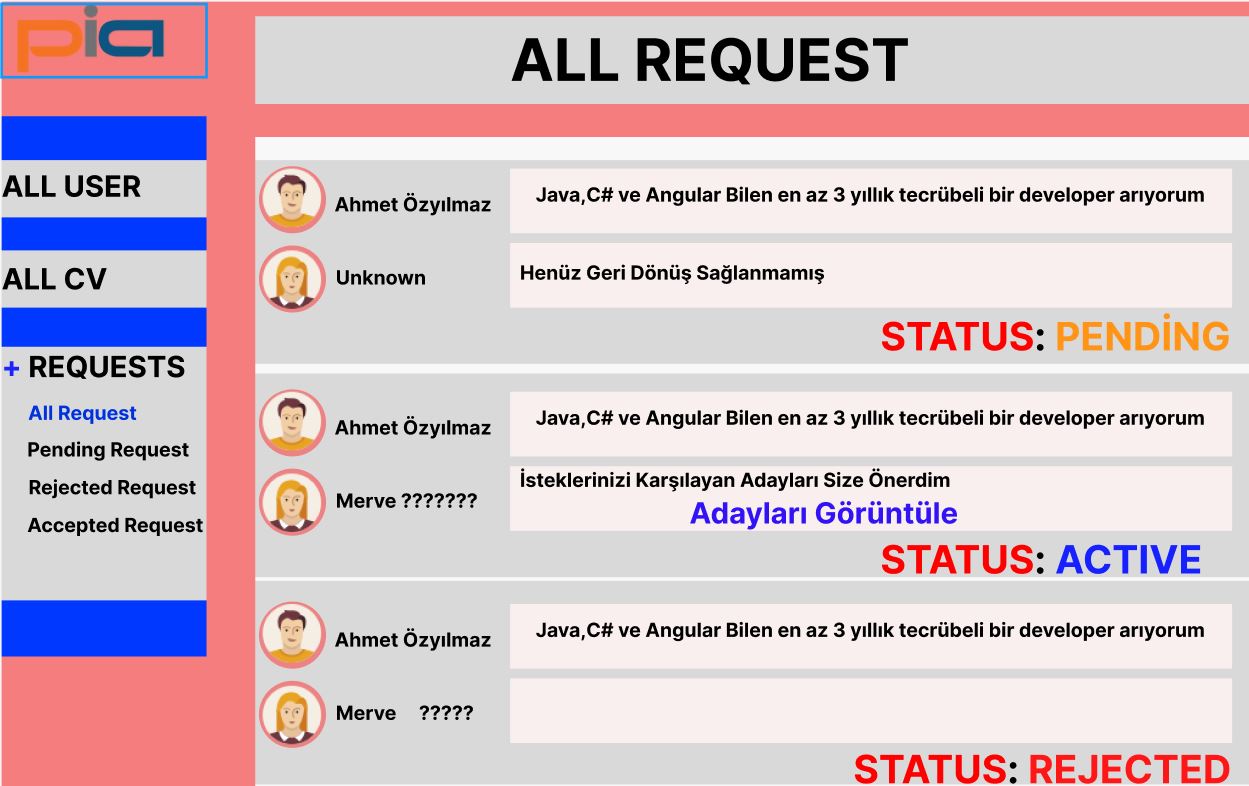 pia
ALL REQUEST
ALL USER
ALL CV
+ REQUESTS
All Request
Pending Request
Rejected Request
Accepted Request
Ahmet Özyılmaz
Java,C# ve Angular Bilen en az 3 yıllık tecrübeli bir developer arıyorum
Unknown
Henüz Geri Dönüş Sağlanmamış
STATUS: PENDİNG
Ahmet Özyılmaz
Java,C# ve Angular Bilen en az 3 yıllık tecrübeli bir developer arıyorum
Merve ???????
İsteklerinizi Karşılayan Adayları Size Önerdim
Adayları Görüntüle
STATUS: ACTIVE
Ahmet Özyılmaz
Java,C# ve Angular Bilen en az 3 yıllık tecrübeli bir developer arıyorum
Merve ?????
STATUS: REJECTED